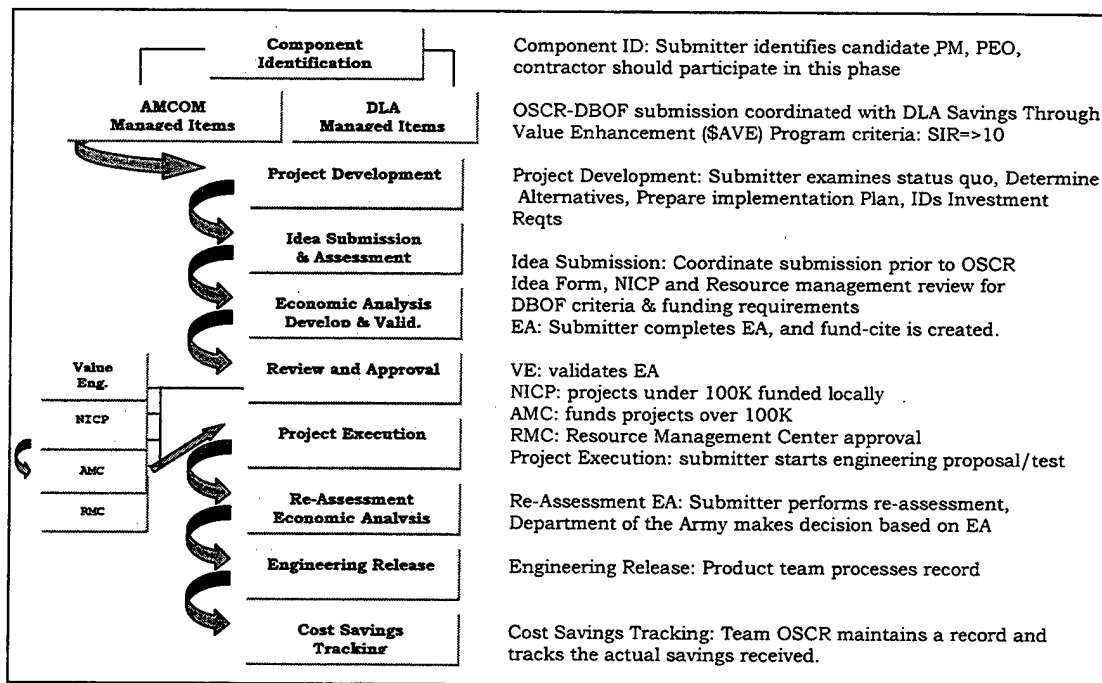 Component
Identification
Component ID: Submitter identifies candidate, PM, PEO,
contractor should participate in this phase
AMCOM
Managed Items
DLA
Managed Items
OSCR-DBOF submission coordinated with DLA Savings Through
Value Enhancement ($AVE) Program criteria: SIR=>10
Project Development
Project Development: Submitter examines status quo, Determine
Alternatives, Prepare implementation Plan, IDs Investment
Reqts
Idea Submission
& Assessment
Idea Submission: Coordinate submission prior to OSCR
Idea Form, NICP and Resource management review for
DBOF criteria & funding requirements
Economic Analysis
Develop & Valid.
EA: Submitter completes EA, and fund-cite is created.
Review and Approval
Value
Eng.
NICP
AMC
RMC
VE: validates EA
NICP: projects under 100K funded locally
AMC: funds projects over 100K
RMC: Resource Management Center approval
Project Execution
Project Execution: submitter starts engineering proposal/test
Re-Assessment
Economic Analysis
Re-Assessment EA: Submitter performs re-assessment,
Department of the Army makes decision based on EA
Engineering Release
Engineering Release: Product team processes record
Cost Savings
Tracking
Cost Savings Tracking: Team OSCR maintains a record and
tracks the actual savings received.